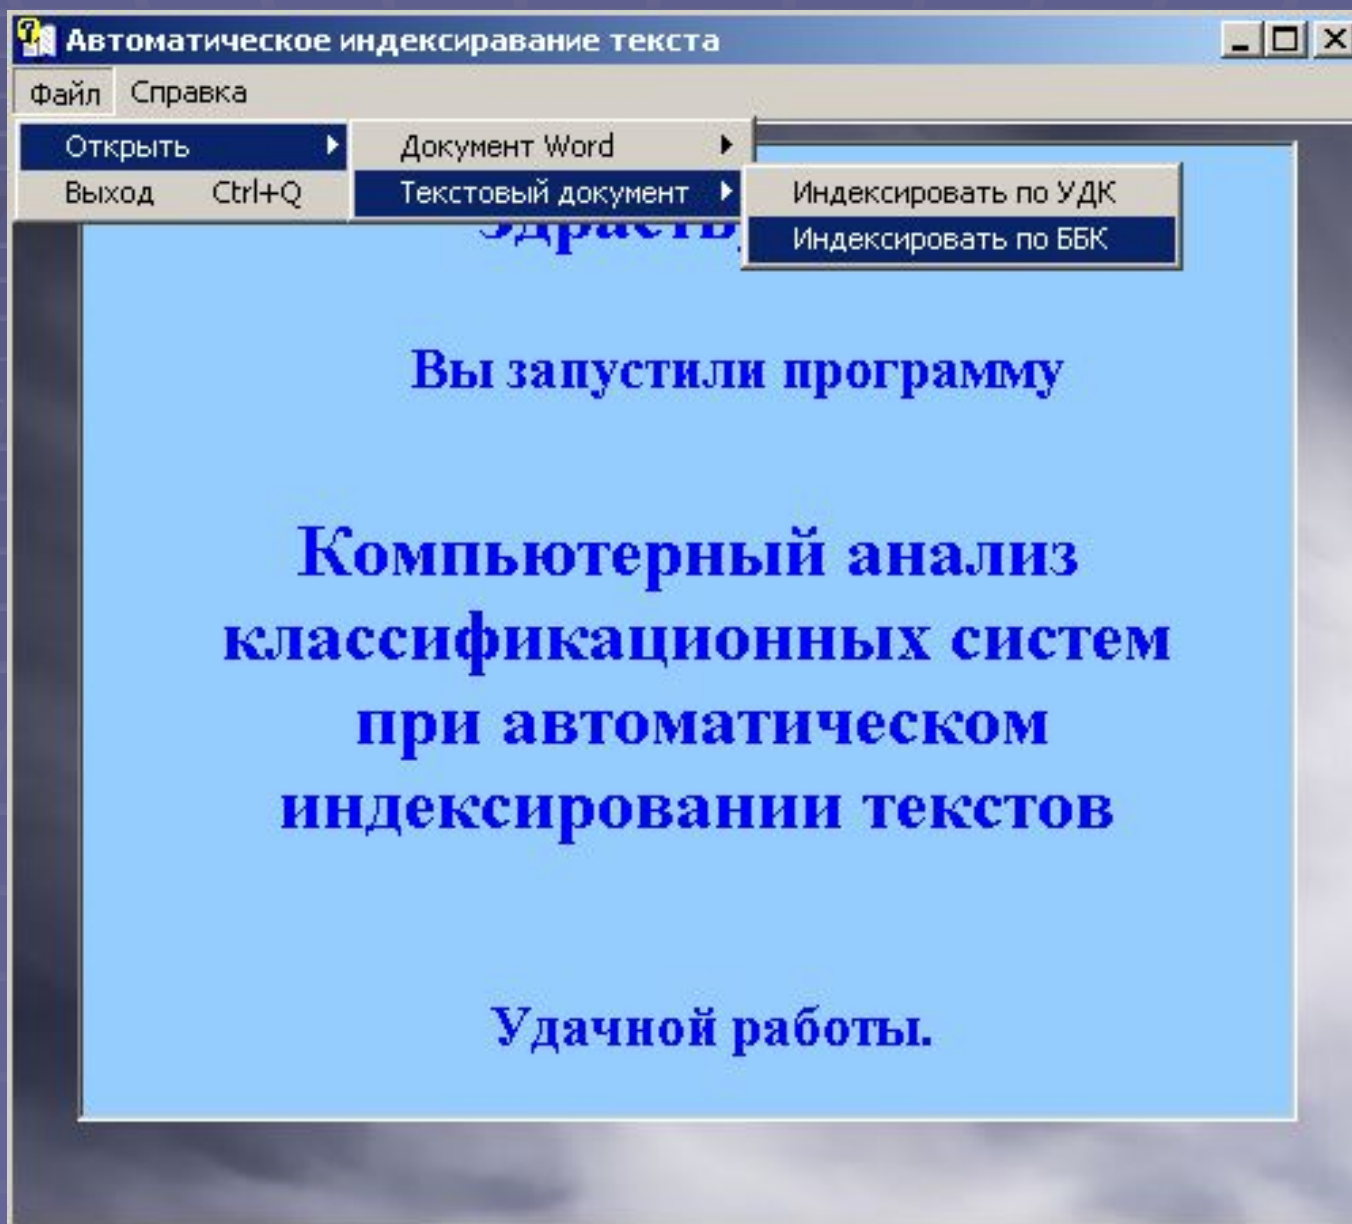 Автоматическое индексиравание текста
Файл Справка
Открыть
Выход Ctrl+Q
Документ Word
Текстовый документ
Индексировать по УДК
Индексировать по ББК
Вы запустили программу
Компьютерный анализ
классификационных систем
при автоматическом
индексировании текстов
Удачной работы.